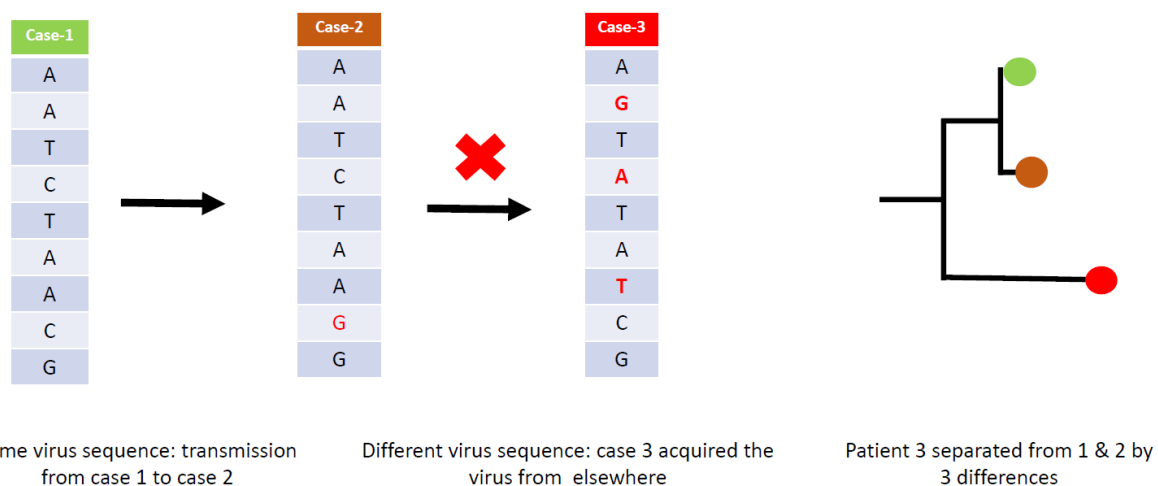 Case-1
A
A
T
C
T
A
A
C
G
Case-2
A
A
T
C
T
A
A
G
G
Case-3
A
G
T
A
T
A
T
C
G
me virus sequence: transmission
from case 1 to case 2
Different virus sequence: case 3 acquired the
virus from elsewhere
Patient 3 separated from 1 & 2 by
3 differences